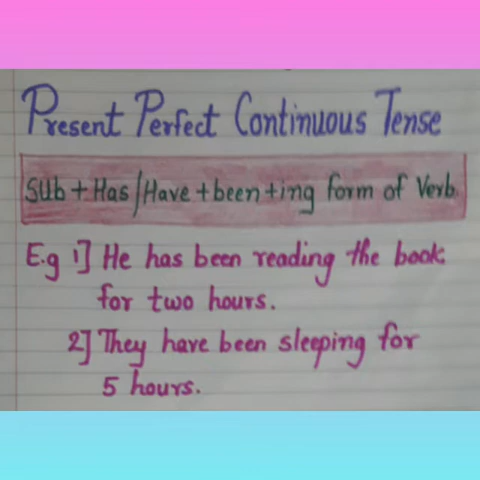 Present Perfect Continuous Tense
Sub + Has/Have + been + ing form of Verb.
E.g 1] He has been reading the book
for two hours.
2] They have been sleeping for
5 hours.